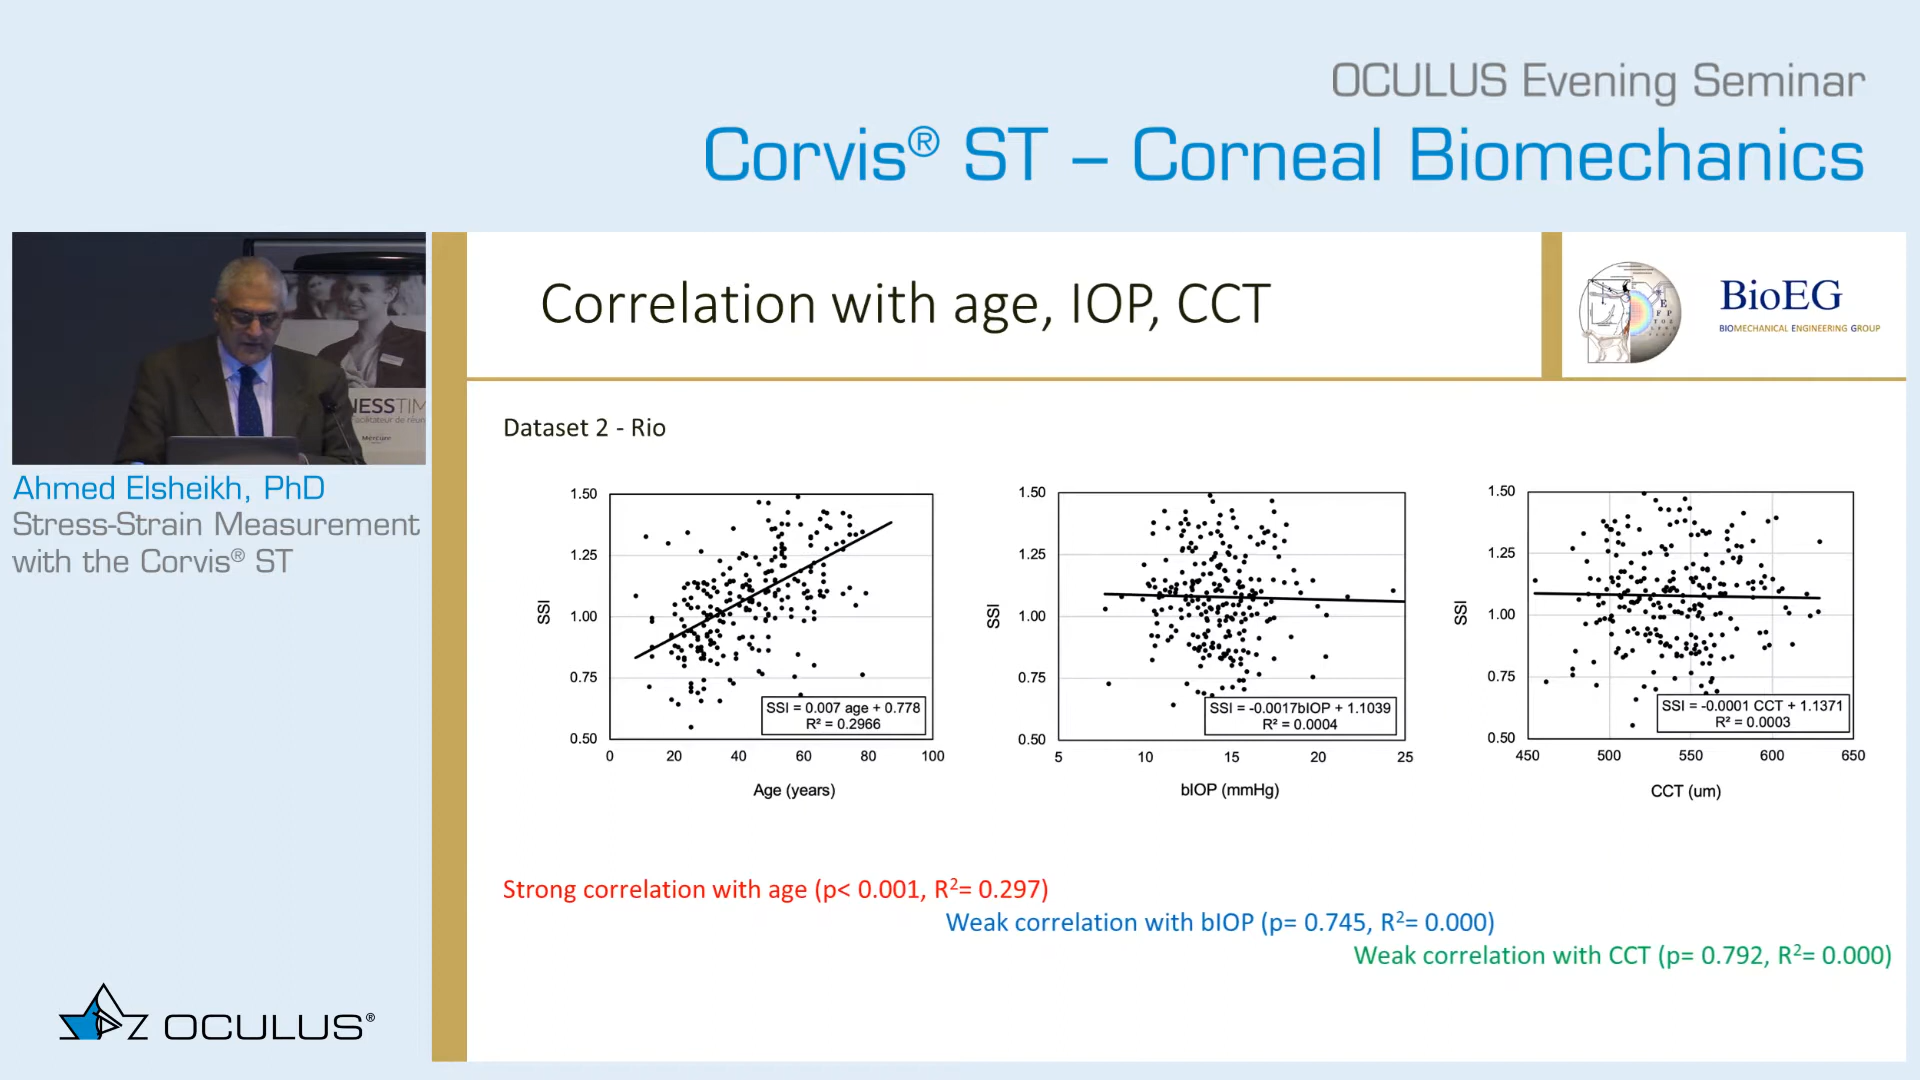 OCULUS Evening Seminar
Corvis® ST – Corneal Biomechanics
NESSTIM
Mercure
Ahmed Elsheikh, PhD
Stress-Strain Measurement
with the Corvis® ST
Correlation with age, IOP, CCT
BioEG
BIOMECHANICAL ENGINEERING GROUP
E
F P
T O Z
Dataset 2 - Rio
SSI
1.50
1.25
1.00
0.75
0.50
0 20 40 60 80 100
Age (years)
SSI = 0.007 age + 0.778
R² = 0.2966
SSI
1.50
1.25
1.00
0.75
0.50
5 10 15 20 25
bIOP (mmHg)
SSI = -0.0017bIOP + 1.1039
R² = 0.0004
SSI
1.50
1.25
1.00
0.75
0.50
450 500 550 600 650
CCT (um)
SSI = -0.0001 CCT + 1.1371
R² = 0.0003
Strong correlation with age (p< 0.001, R²= 0.297)
Weak correlation with bIOP (p= 0.745, R²= 0.000)
Weak correlation with CCT (p= 0.792, R²= 0.000)
OCULUS®